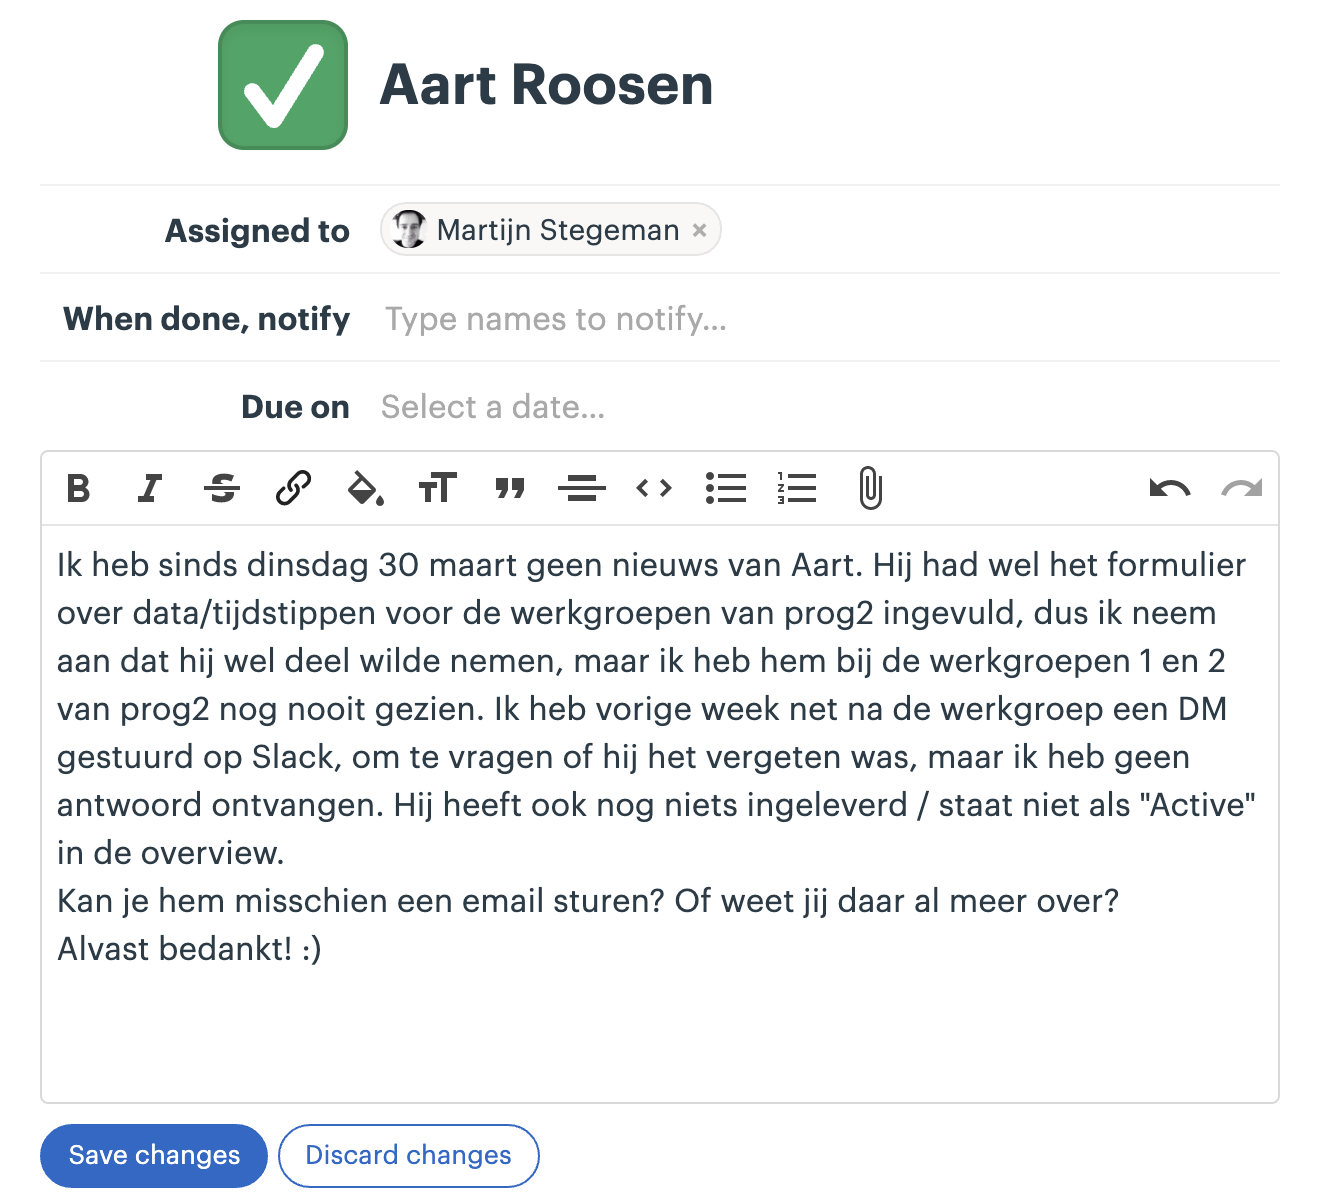 Aart Roosen
Assigned to Martijn Stegeman ×
When done, notify Type names to notify...
Due on Select a date...
Ik heb sinds dinsdag 30 maart geen nieuws van Aart. Hij had wel het formulier
over data/tijdstippen voor de werkgroepen van prog2 ingevuld, dus ik neem
aan dat hij wel deel wilde nemen, maar ik heb hem bij de werkgroepen 1 en 2
van prog2 nog nooit gezien. Ik heb vorige week net na de werkgroep een DM
gestuurd op Slack, om te vragen of hij het vergeten was, maar ik heb geen
antwoord ontvangen. Hij heeft ook nog niets ingeleverd / staat niet als "Active"
in de overview.
Kan je hem misschien een email sturen? Of weet jij daar al meer over?
Alvast bedankt! :)
Save changes Discard changes